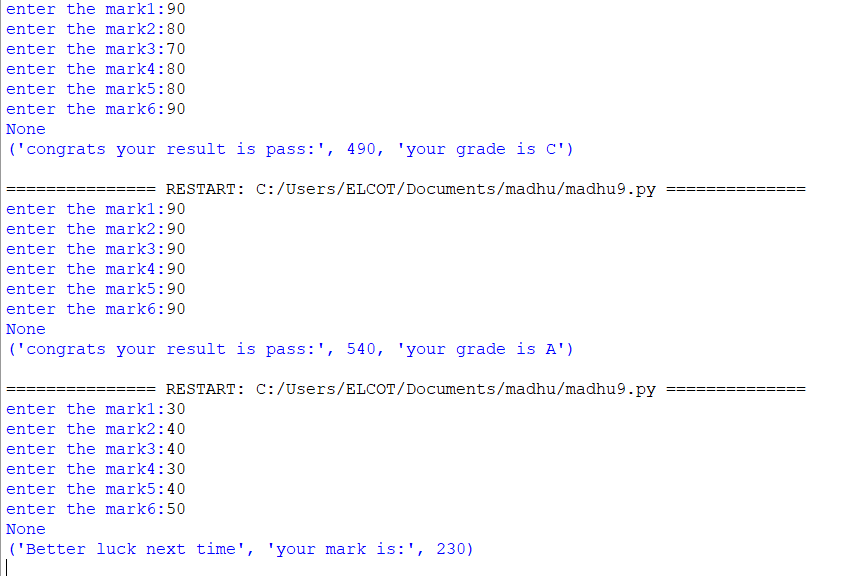 enter the mark1:90
enter the mark2:80
enter the mark3:70
enter the mark4:80
enter the mark5:80
enter the mark6:90
None
('congrats your result is pass:', 490, 'your grade is C')
=============== RESTART: C:/Users/ELCOT/Documents/madhu/madhu9.py ==============
enter the mark1:90
enter the mark2:90
enter the mark3:90
enter the mark4:90
enter the mark5:90
enter the mark6:90
None
('congrats your result is pass:', 540, 'your grade is A')
=============== RESTART: C:/Users/ELCOT/Documents/madhu/madhu9.py ==============
enter the mark1:30
enter the mark2:40
enter the mark3:40
enter the mark4:30
enter the mark5:40
enter the mark6:50
None
('Better luck next time', 'your mark is:', 230)